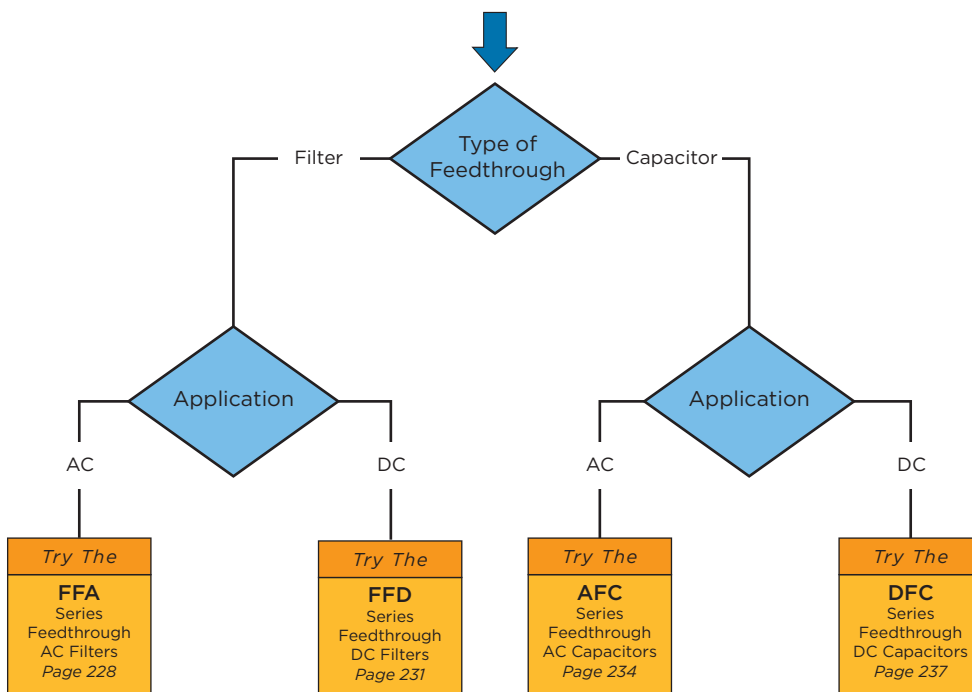 Type of
Feedthrough
Filter
Capacitor
Application
AC
DC
Application
AC
DC
Try The
FFA
Series
Feedthrough
AC Filters
Page 228
Try The
FFD
Series
Feedthrough
DC Filters
Page 231
Try The
AFC
Series
Feedthrough
AC Capacitors
Page 234
Try The
DFC
Series
Feedthrough
DC Capacitors
Page 237